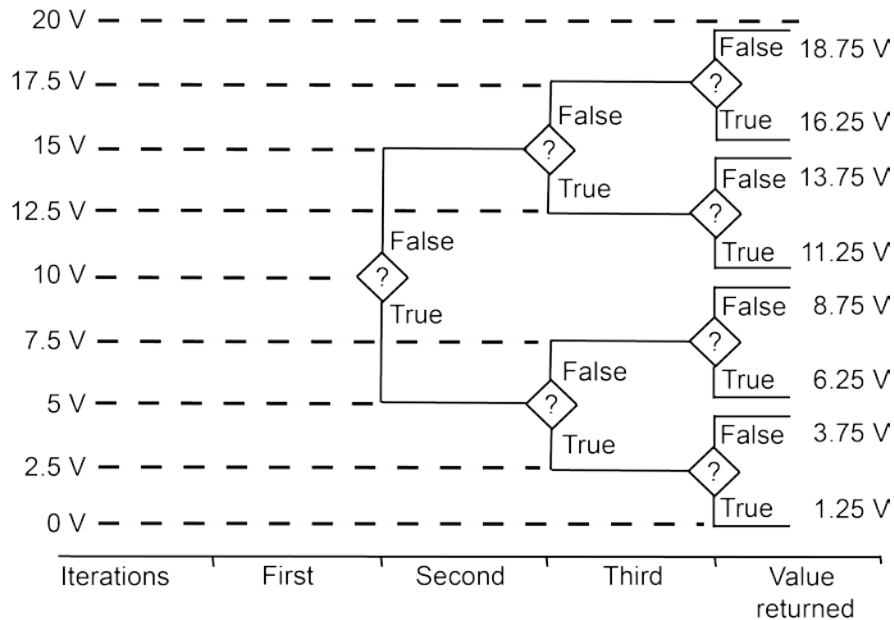 20 V
False 18.75 V
17.5 V
?
False
True 16.25 V
15 V
?
False 13.75 V
True
12.5 V
?
False
True 11.25 V
10 V
?
True
False 8.75 V
7.5 V
?
False
True 6.25 V
5 V
?
False 3.75 V
True
2.5 V
?
True 1.25 V
0 V
Iterations First Second Third Value
returned